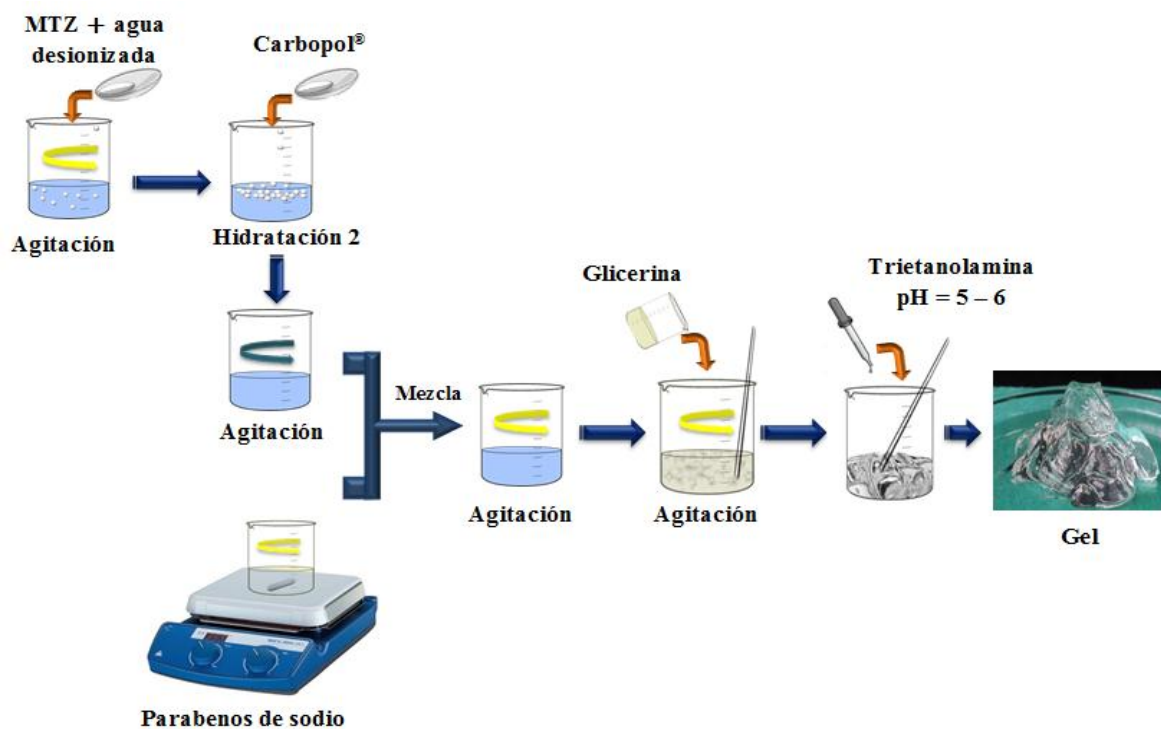 MTZ + agua
desionizada
Carbopol®
Agitación
Hidratación 2
Agitación
Mezcla
Parabenos de sodio
Agitación
Glicerina
Agitación
Trietanolamina
pH = 5 – 6
Gel